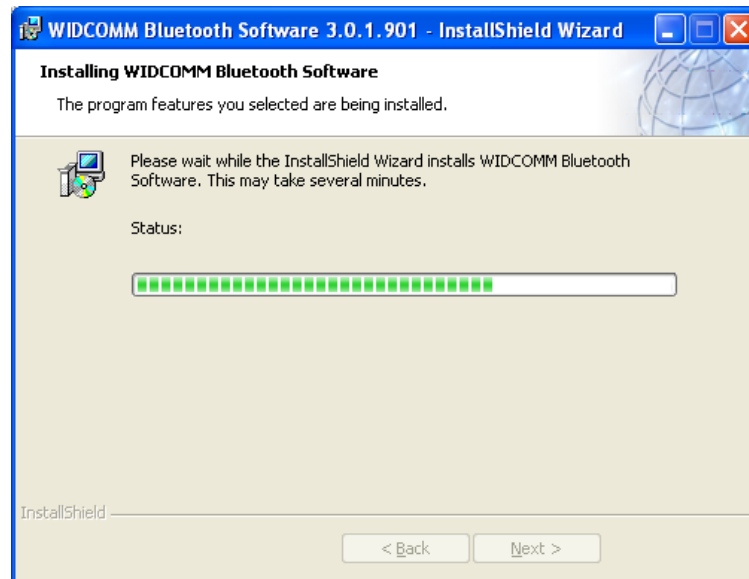 WIDCOMM Bluetooth Software 3.0.1.901 - InstallShield Wizard
Installing WIDCOMM Bluetooth Software
The program features you selected are being installed.
Please wait while the InstallShield Wizard installs WIDCOMM Bluetooth
Software. This may take several minutes.
Status:
InstallShield
< Back Next >